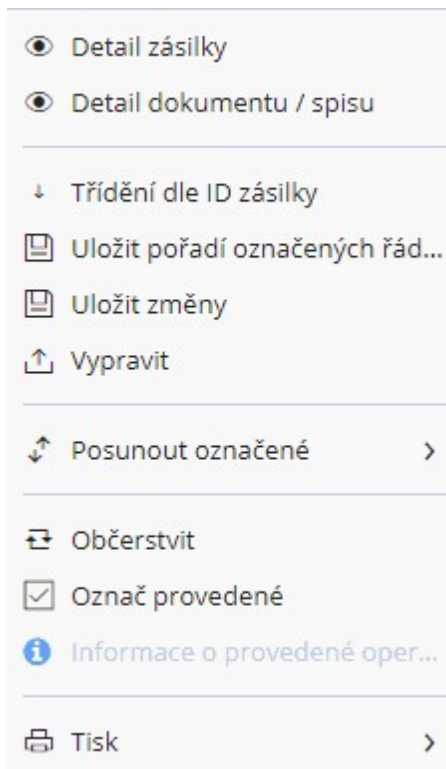 Detail zásilky
Detail dokumentu / spisu
Třídění dle ID zásilky
Uložit pořadí označených řád...
Uložit změny
Vypravit
Posunout označené
Občerstvit
Označ provedené
Informace o provedené oper...
Tisk